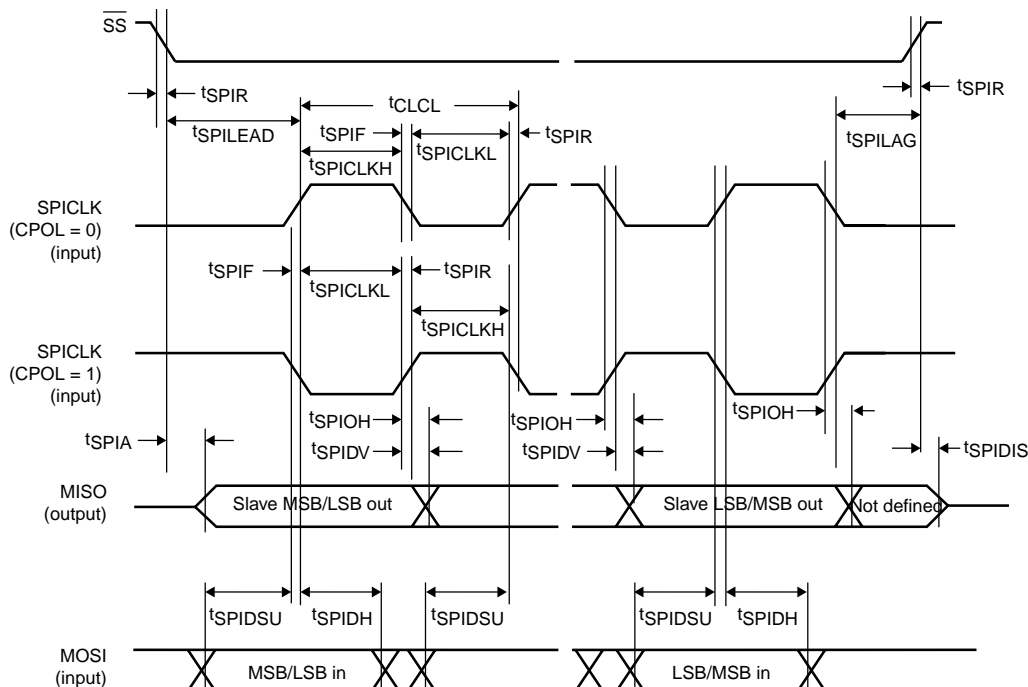 SS
tSPIR
tCLCL
tSPIR
tSPILEAD
tSPIF
tSPICLKL
tSPIR
tSPILAG
tSPICLKH
SPICLK
(CPOL = 0)
(input)
tSPIF
tSPICLKL
tSPIR
tSPICLKH
SPICLK
(CPOL = 1)
(input)
tSPIOH
tSPIOH
tSPIOH
tSPIA
tSPIDV
tSPIDV
tSPIDIS
MISO
(output)
Slave MSB/LSB out
Slave LSB/MSB out
Not defined
tSPIDSU
tSPIDH
tSPIDSU
tSPIDSU
tSPIDH
MOSI
(input)
MSB/LSB in
LSB/MSB in